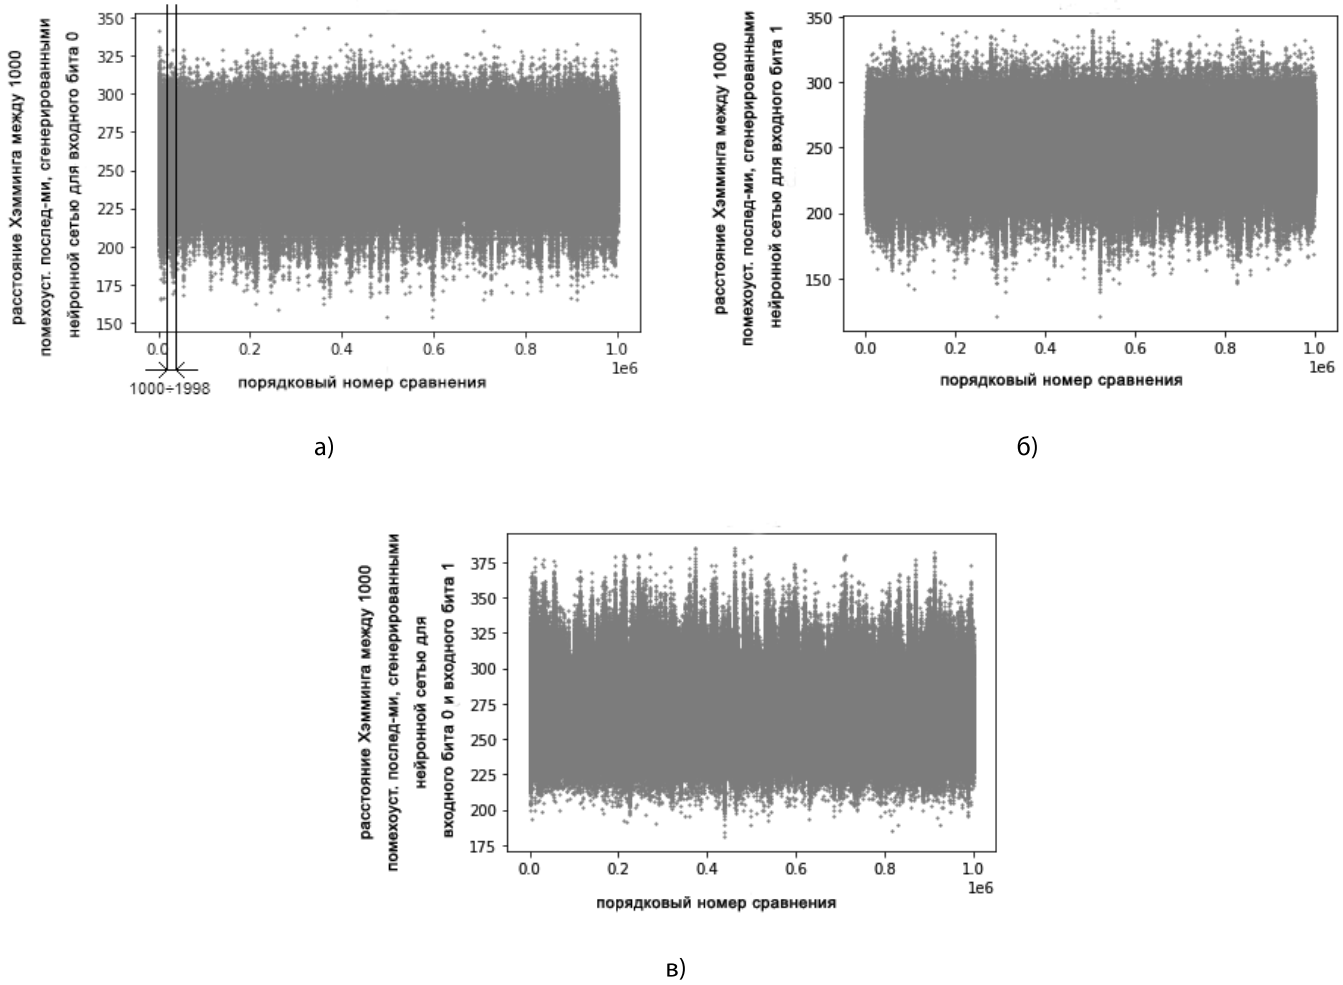 расстояние Хэмминга между 1000
помехоуст. послед-ми, сгенерированными
нейронной сетью для входного бита 0
350
325
300
275
250
225
200
175
150
0.0 0.2 0.4 0.6 0.8 1.0
1e6
1000÷1998
порядковый номер сравнения
а)
расстояние Хэмминга между 1000
помехоуст. послед-ми, сгенерированными
нейронной сетью для входного бита 1
350
300
250
200
150
0.0 0.2 0.4 0.6 0.8 1.0
1e6
порядковый номер сравнения
б)
расстояние Хэмминга между 1000
помехоуст. послед-ми, сгенерированными
нейронной сетью для
входного бита 0 и входного бита 1
375
350
325
300
275
250
225
200
175
0.0 0.2 0.4 0.6 0.8 1.0
1e6
порядковый номер сравнения
в)